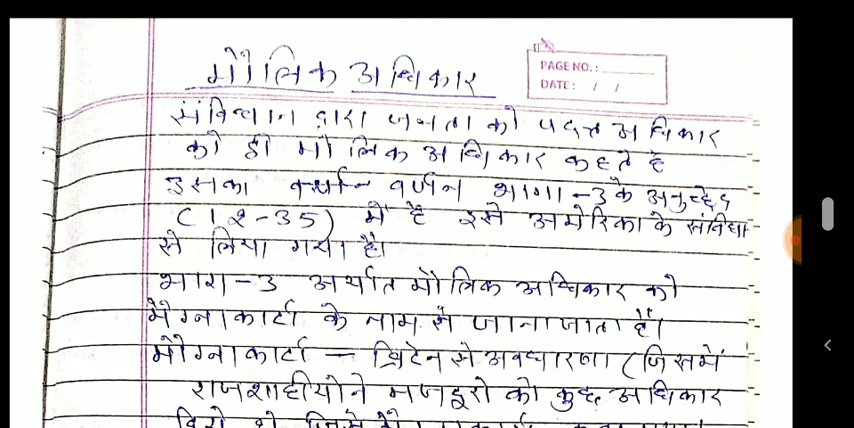 मौलिक अधिकार
PAGE NO.:
DATE: / /
संविधान द्वारा जनता को प्रदत्त अधिकार
को ही मौलिक अधिकार कहते है
इसका वर्णन भाग-3 के अनुच्छेद
(12-35) में है इसे अमेरिका के संविधा
से लिया गया है।
भाग-3 अर्थात मौलिक अधिकार को
मैग्नाकार्टा के नाम से जाना जाता है।
मैग्नाकार्टा - ब्रिटेन से अवधारणा (जिसमें
राजशाहीयोने मजदूरो को कुछ अधिकार